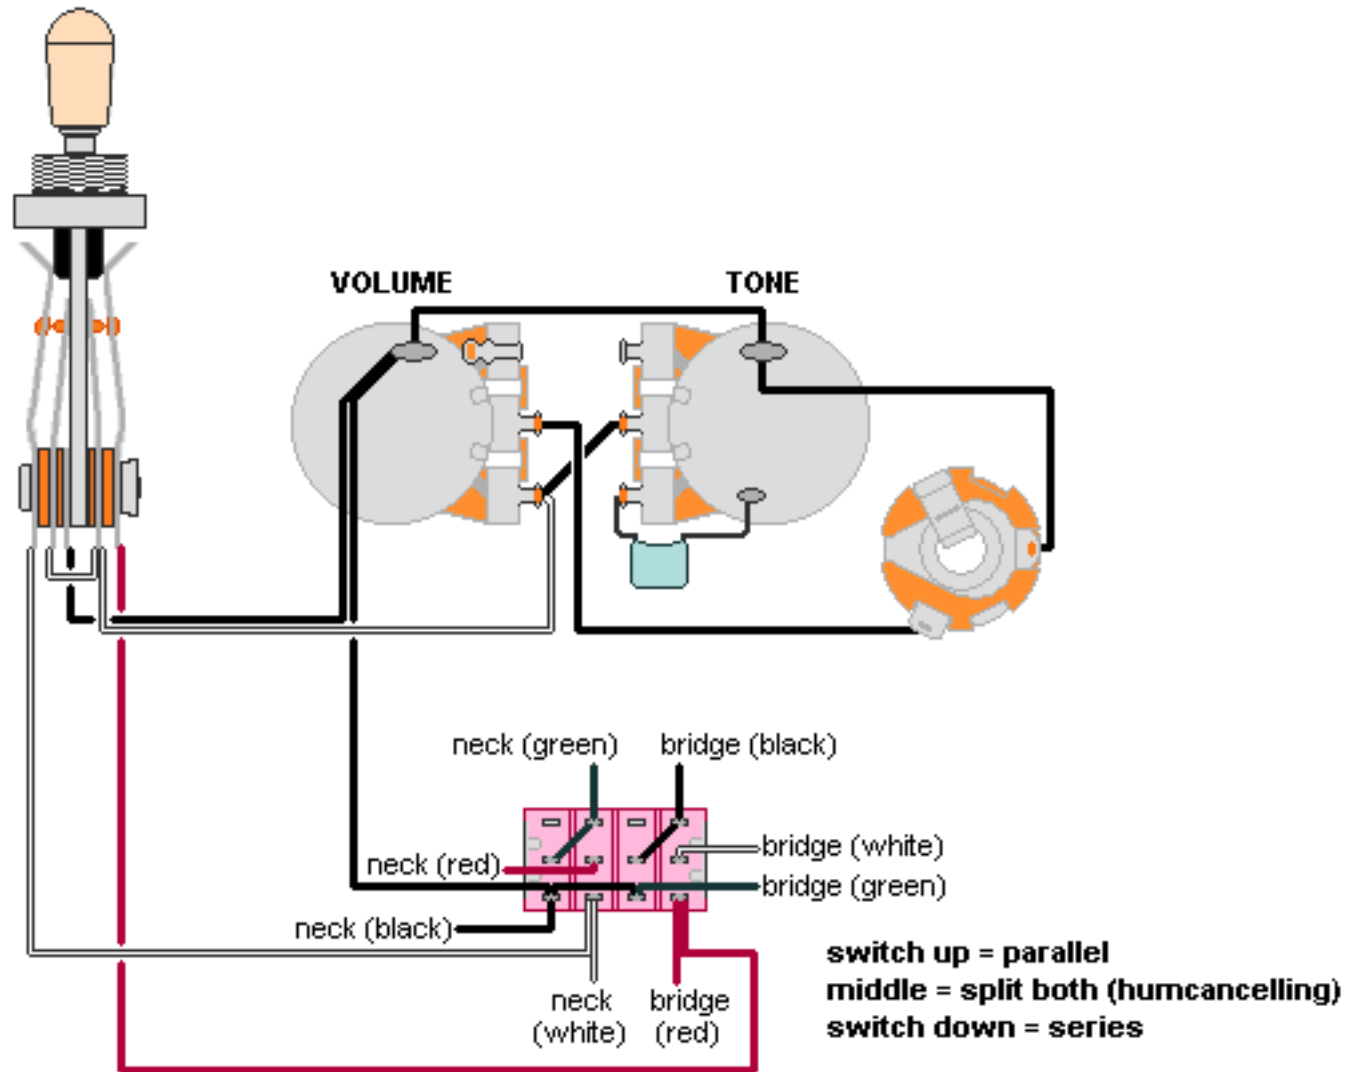 VOLUME
TONE
neck (green)
bridge (black)
bridge (white)
neck (red)
bridge (green)
neck (black)
neck
(white)
bridge
(red)
switch up = parallel
middle = split both (humcancelling)
switch down = series